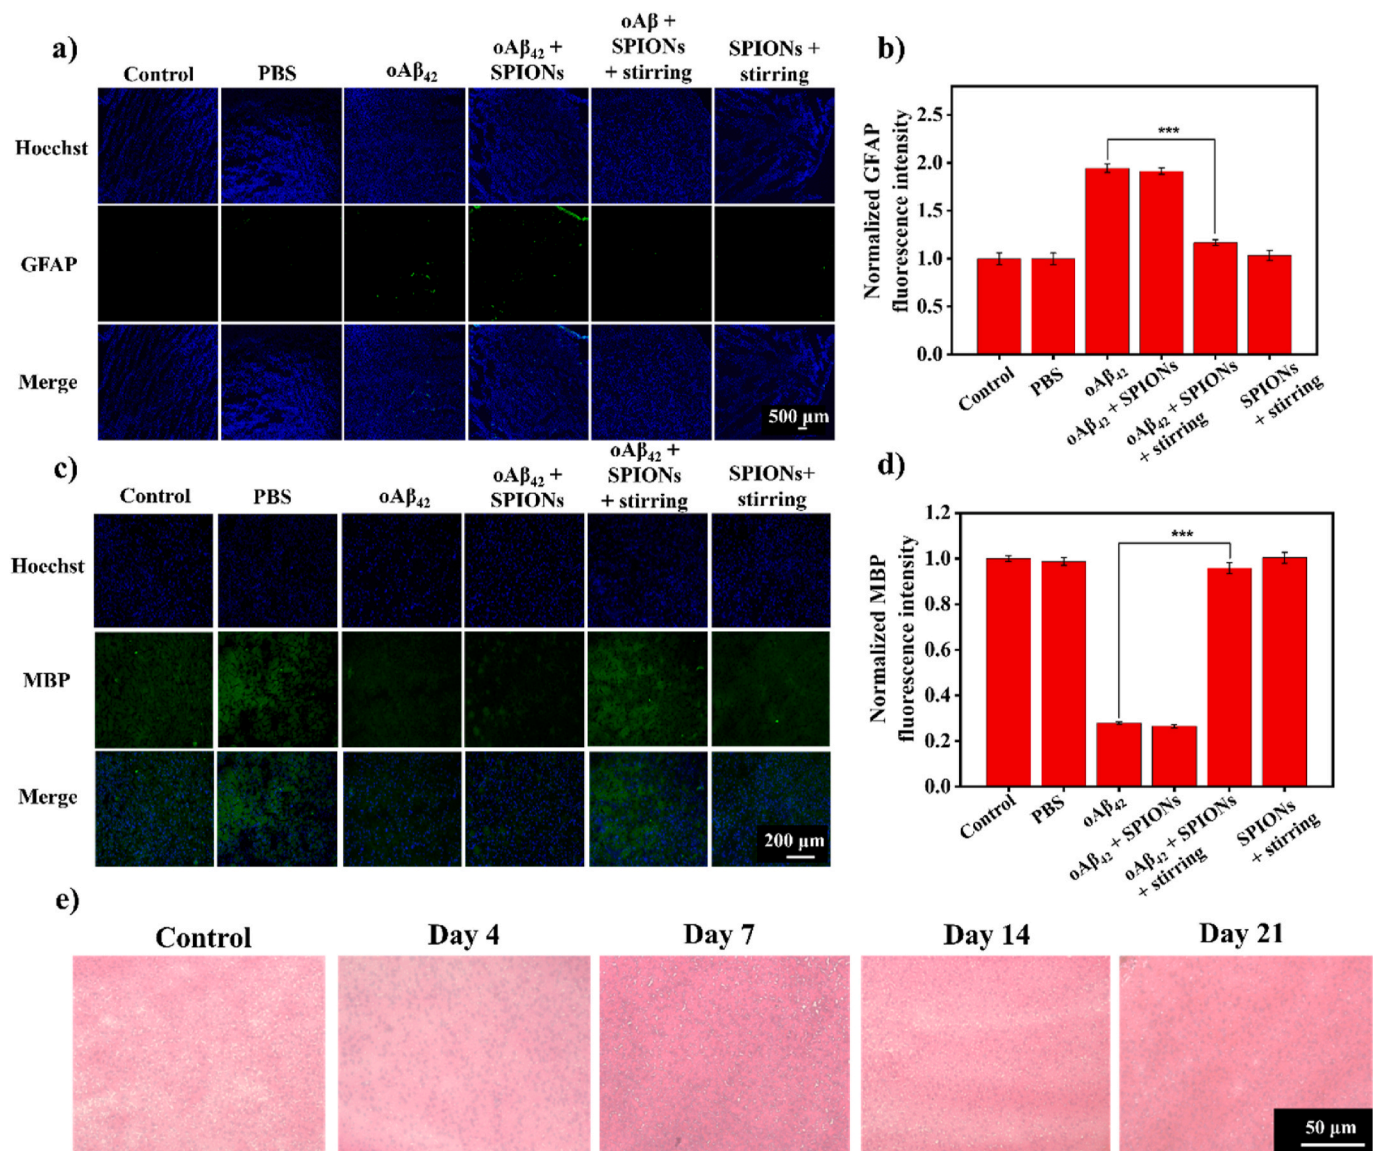 a)
Control
PBS
oAβ₄₂
oAβ₄₂ +
SPIONs
oAβ +
SPIONs
+ stirring
SPIONs +
stirring
Hocchst
GFAP
Merge
500 μm
b)
Normalized GFAP
fluorescence intensity
2.5
2.0
1.5
1.0
0.5
0.0
***
Control
PBS
oAβ₄₂
oAβ₄₂ + SPIONs
oAβ₄₂ + SPIONs
+ stirring
SPIONs
+ stirring
c)
Control
PBS
oAβ₄₂
oAβ₄₂ +
SPIONs
oAβ₄₂ +
SPIONs
+ stirring
SPIONs+
stirring
Hocchst
MBP
Merge
200 μm
d)
Normalized MBP
fluorescence intensity
1.2
1.0
0.8
0.6
0.4
0.2
0.0
***
Control
PBS
oAβ₄₂
oAβ₄₂ + SPIONs
oAβ₄₂ + SPIONs
+ stirring
SPIONs
+ stirring
e)
Control
Day 4
Day 7
Day 14
Day 21
50 μm